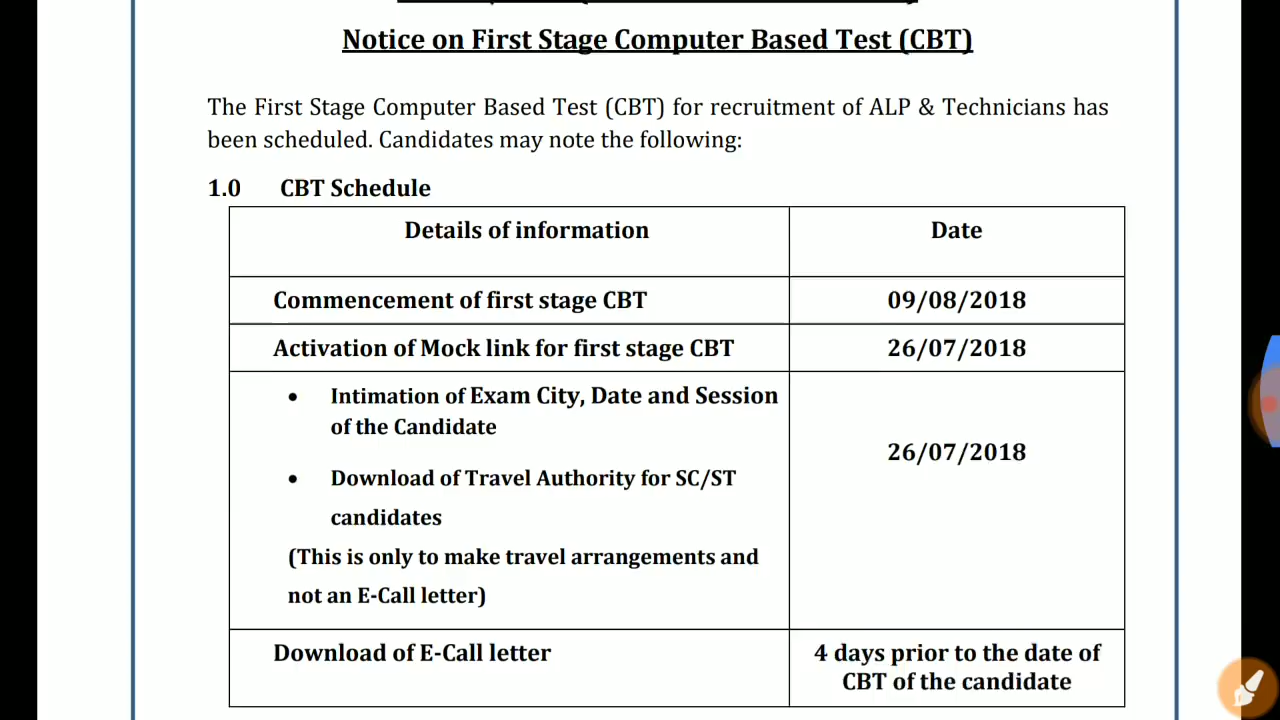 Notice on First Stage Computer Based Test (CBT)
The First Stage Computer Based Test (CBT) for recruitment of ALP & Technicians has
been scheduled. Candidates may note the following:
1.0 CBT Schedule
Details of information Date
Commencement of first stage CBT 09/08/2018
Activation of Mock link for first stage CBT 26/07/2018
• Intimation of Exam City, Date and Session
of the Candidate
26/07/2018
• Download of Travel Authority for SC/ST
candidates
(This is only to make travel arrangements and
not an E-Call letter)
Download of E-Call letter 4 days prior to the date of
CBT of the candidate